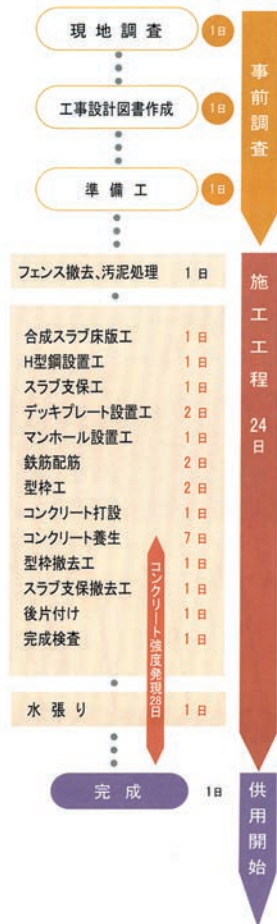 現地調査 1日
工事設計図書作成 1日
準備工 1日
事前調査
フェンス撤去、汚泥処理 1日
合成スラブ床版工 1日
H型鋼設置工 1日
スラブ支保工 1日
デッキプレート設置工 2日
マンホール設置工 1日
鉄筋配筋 2日
型枠工 2日
コンクリート打設 1日
コンクリート養生 7日
型枠撤去工 1日
スラブ支保撤去工 1日
後片付け 1日
完成検査 1日
コンクリート強度発現28日
水張り 1日
施工工程 24日
完成 1日
供用開始